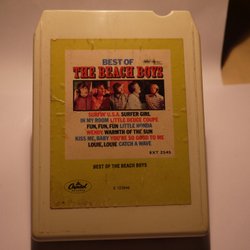 BEST OF
THE BEACH BOYS
SURFIN' U.S.A. SURFER GIRL
IN MY ROOM LITTLE DEUCE COUPE
FUN, FUN, FUN LITTLE HONDA
WENDY WARMTH OF THE SUN
KISS ME, BABY YOU'RE SO GOOD TO ME
LOUIE, LOUIE CATCH A WAVE
8XT 2545
BEST OF THE BEACH BOYS
Capitol